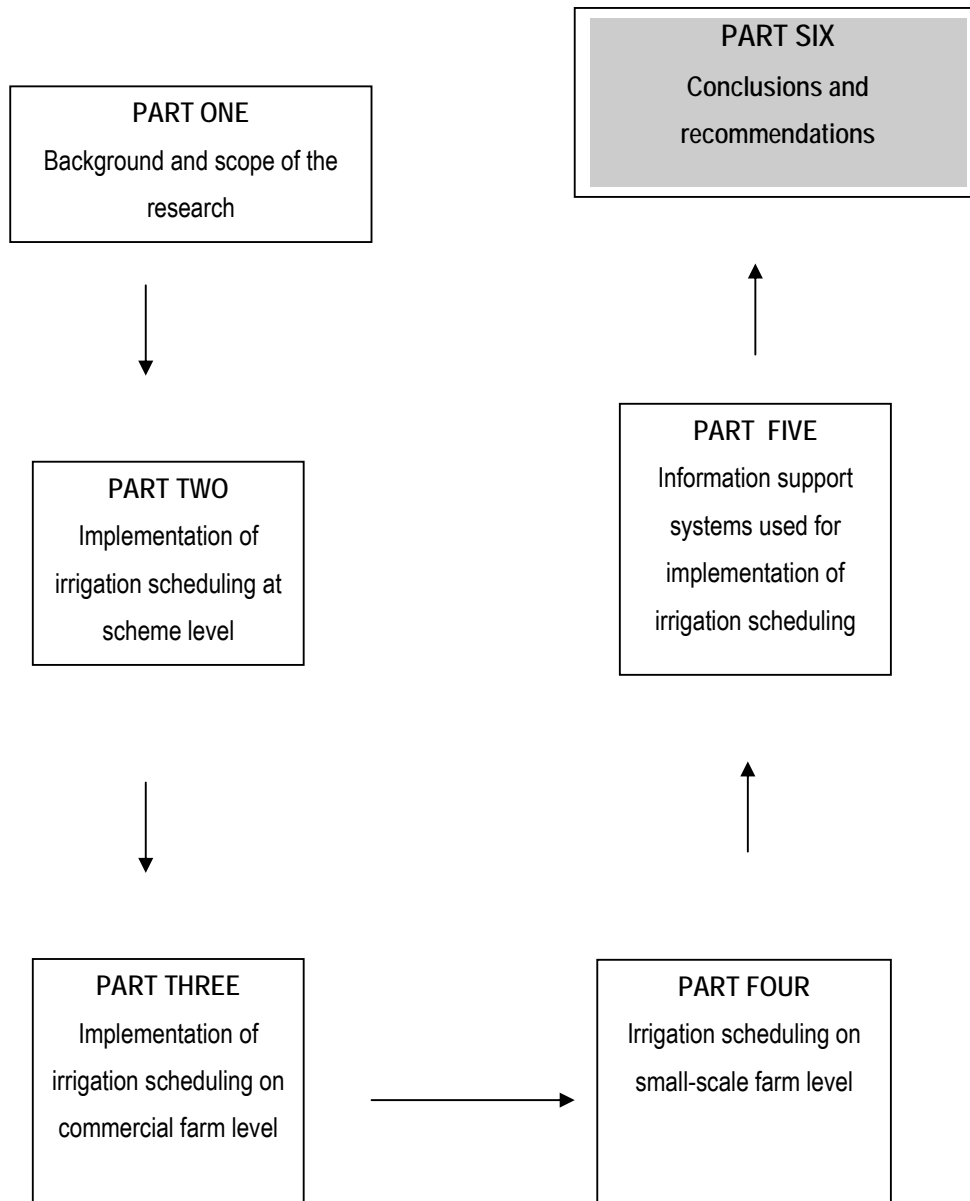 PART ONE
Background and scope of the
research
PART TWO
Implementation of
irrigation scheduling at
scheme level
PART THREE
Implementation of
irrigation scheduling on
commercial farm level
PART FOUR
Irrigation scheduling on
small-scale farm level
PART FIVE
Information support
systems used for
implementation of
irrigation scheduling
PART SIX
Conclusions and
recommendations